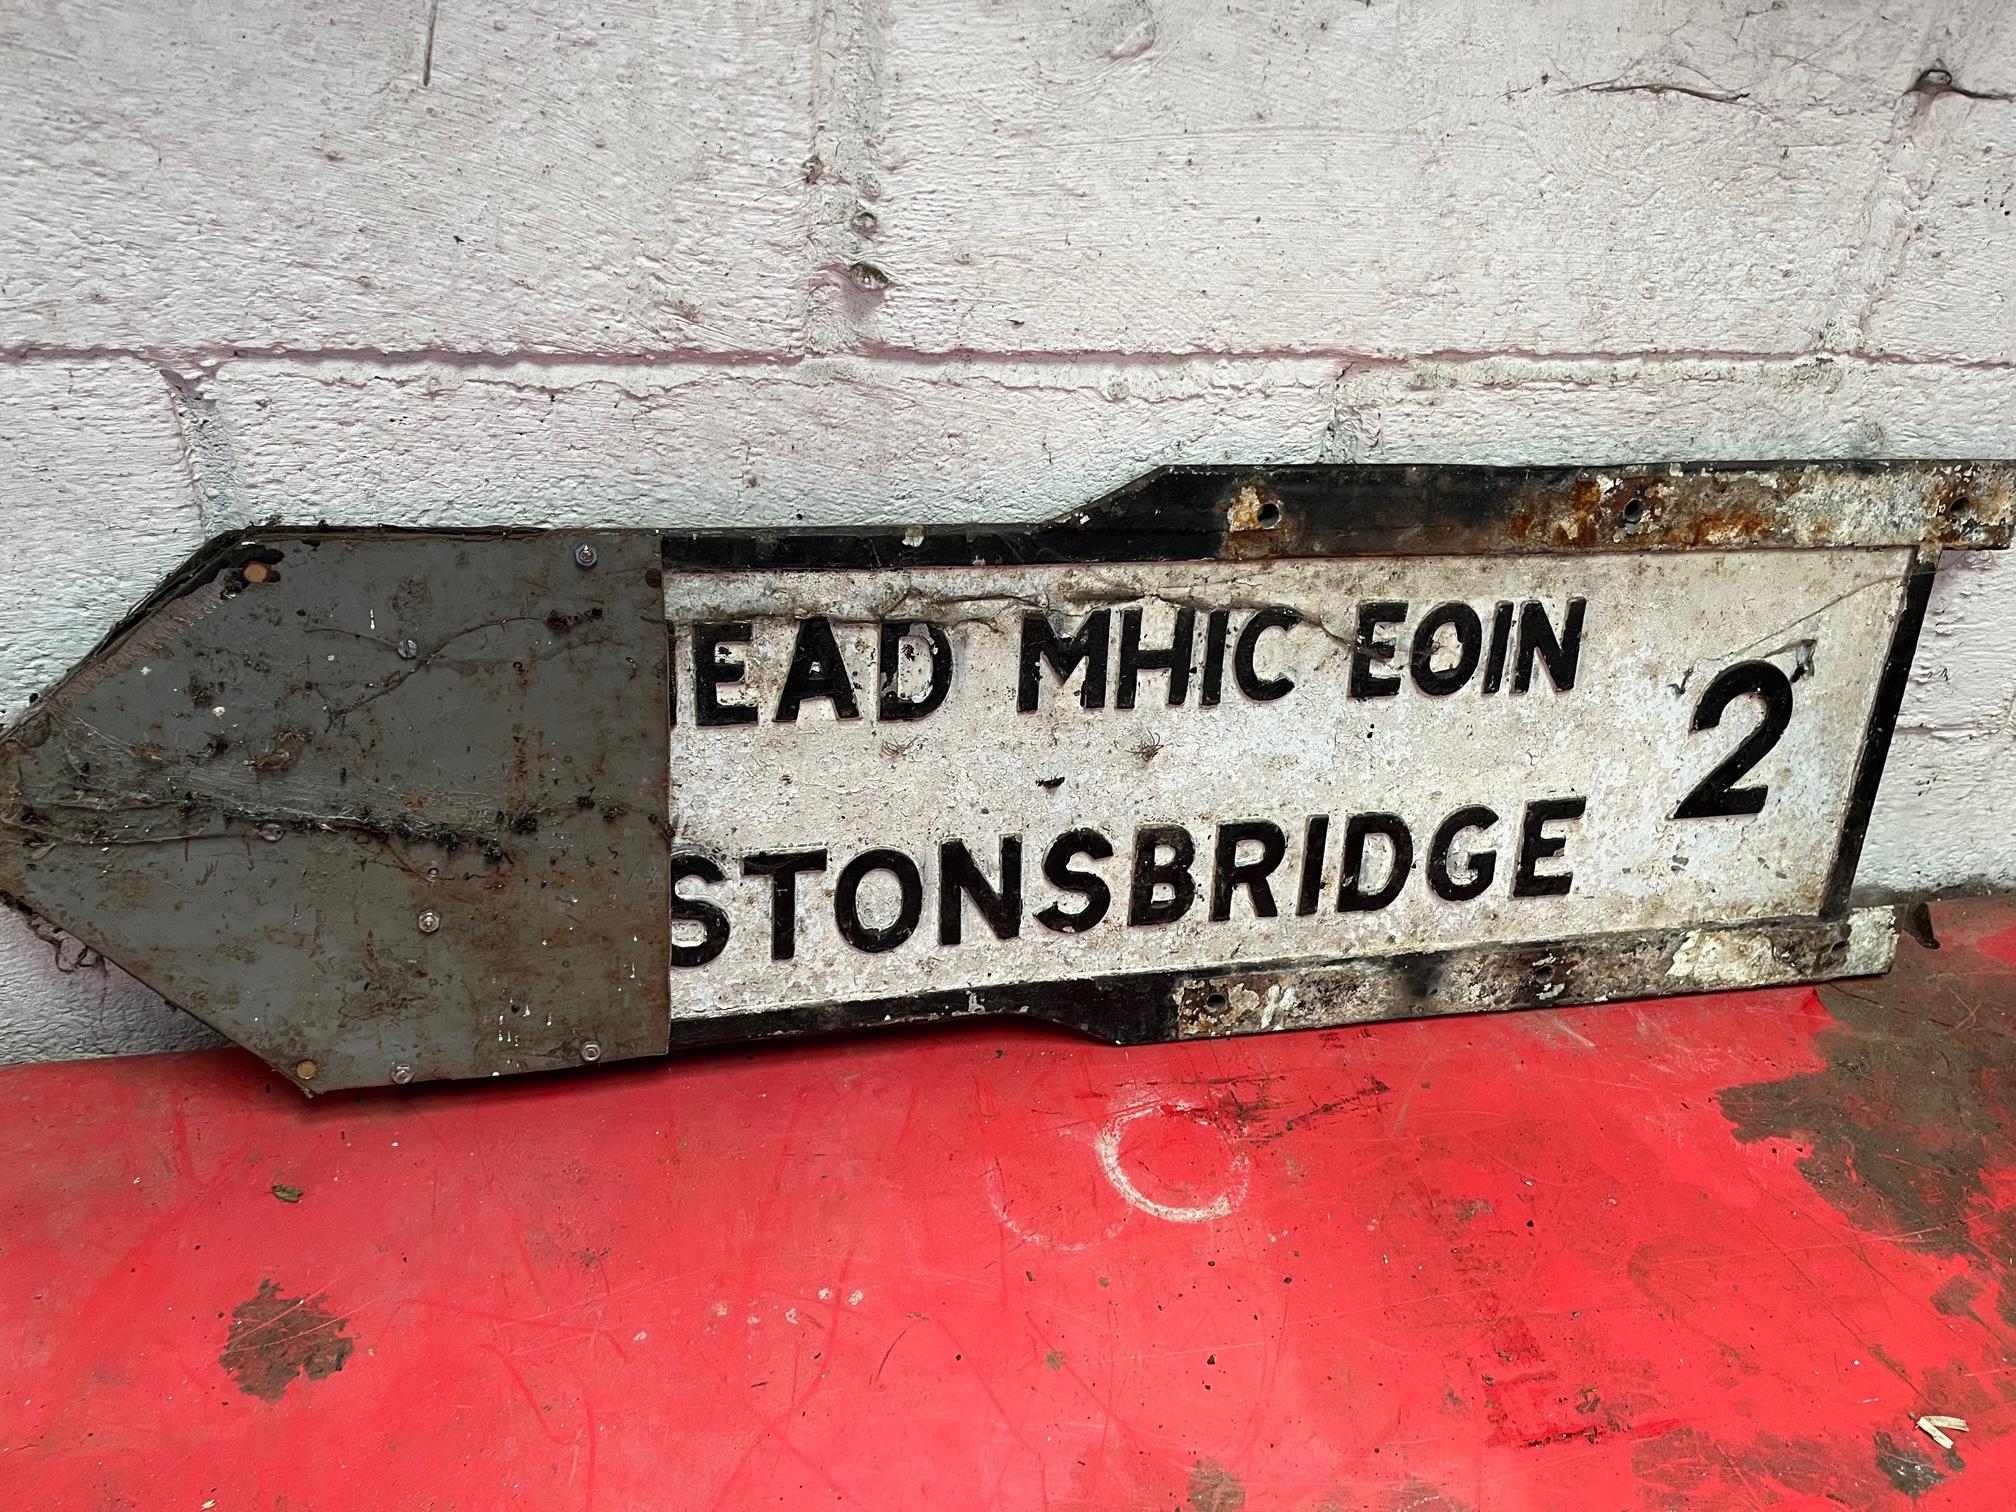 EAD MHIC EOIN
STONSBRIDGE
2